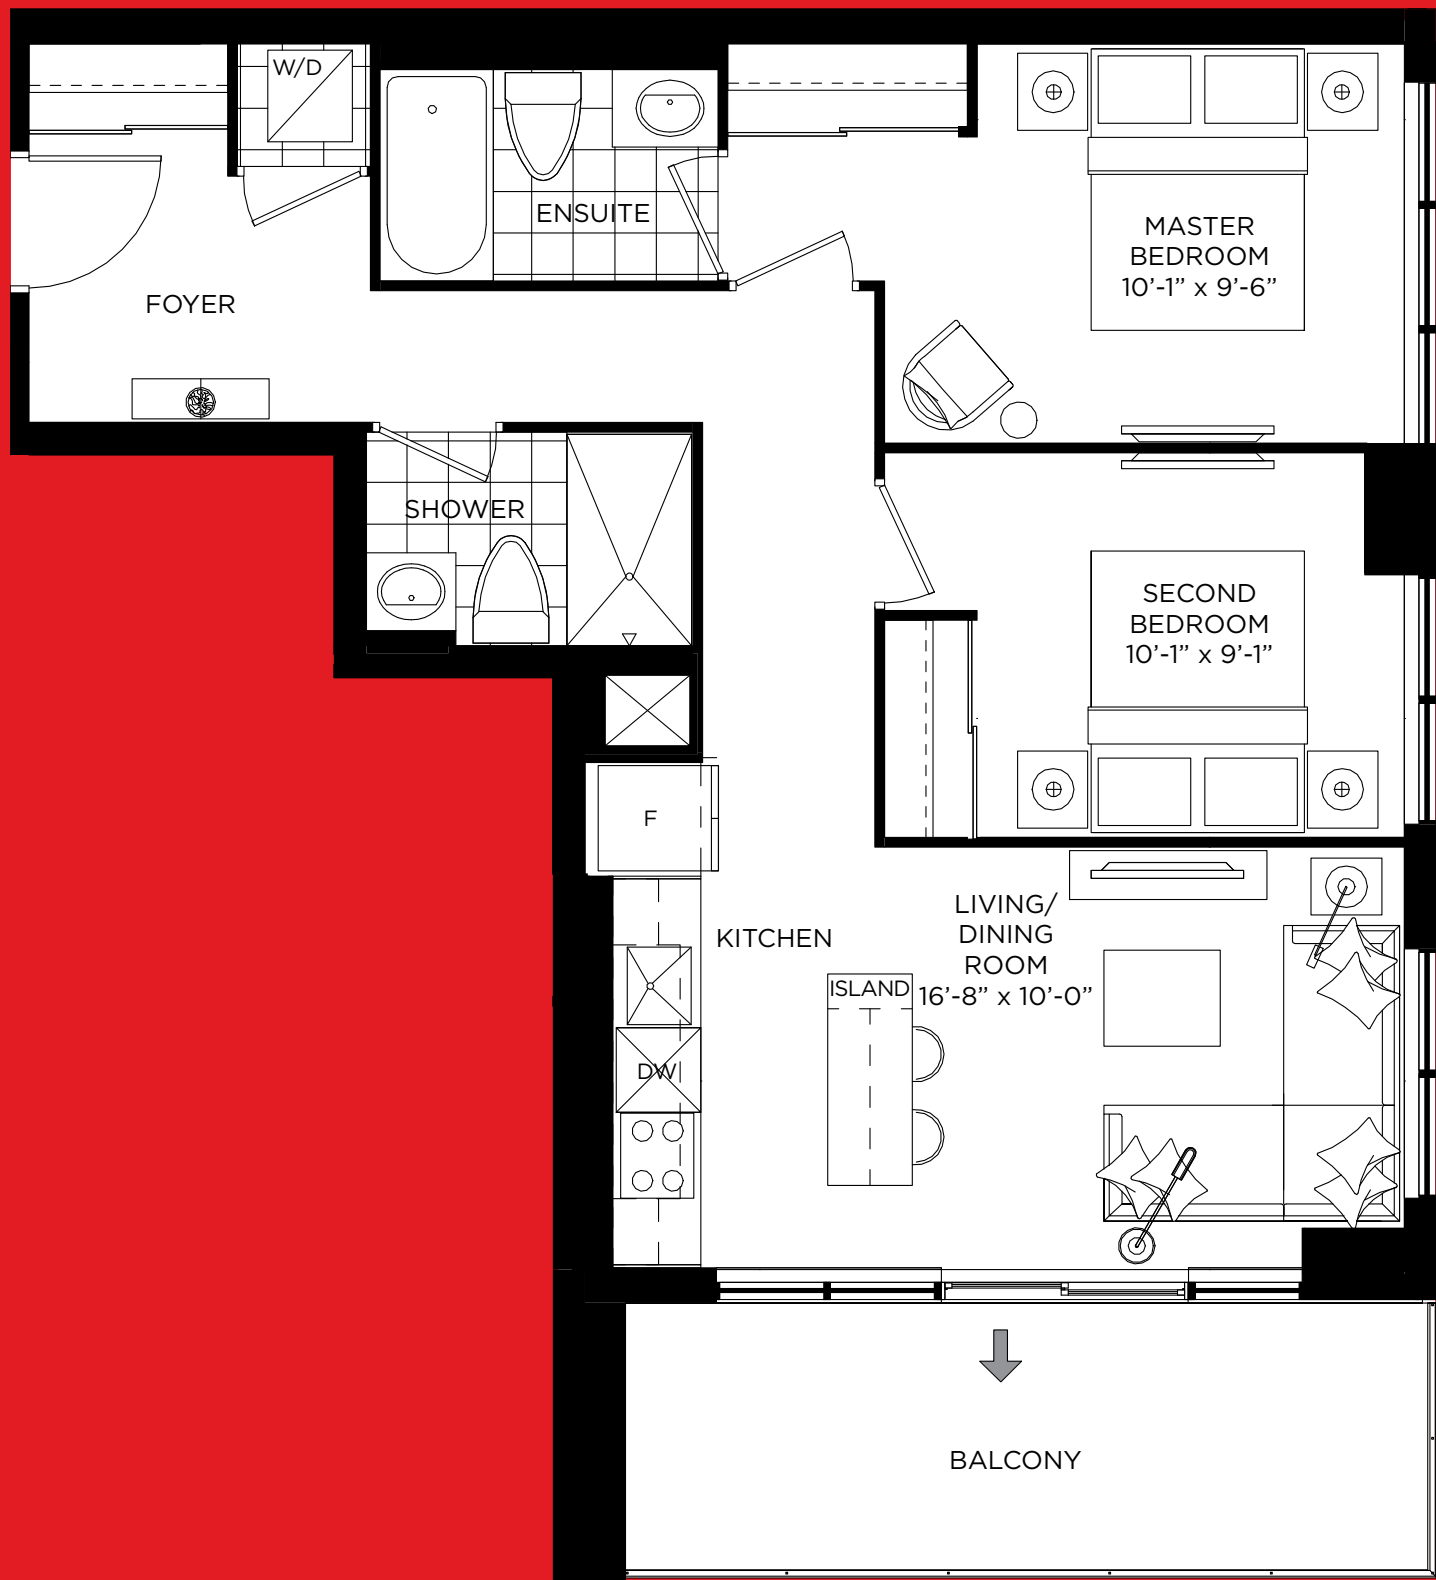 W/D
ENSUITE
MASTER
BEDROOM
10’-1” x 9’-6”
FOYER
SHOWER
SECOND
BEDROOM
10’-1” x 9’-1”
F
KITCHEN
LIVING/
DINING
ROOM
16’-8” x 10’-0”
ISLAND
DW
BALCONY